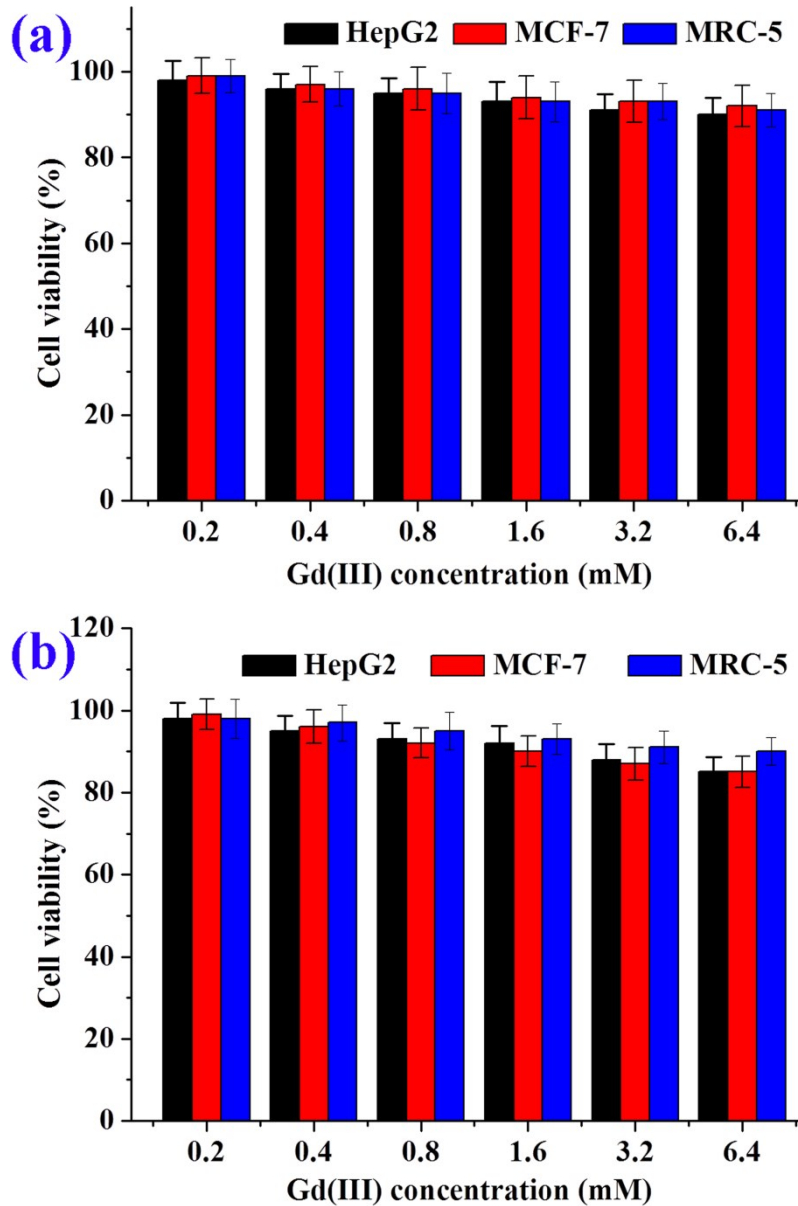 (a)
HepG2 MCF-7 MRC-5
100
80
60
40
20
0
Cell viability (%)
0.2 0.4 0.8 1.6 3.2 6.4
Gd(III) concentration (mM)
(b)
120
HepG2 MCF-7 MRC-5
100
80
60
40
20
0
Cell viability (%)
0.2 0.4 0.8 1.6 3.2 6.4
Gd(III) concentration (mM)